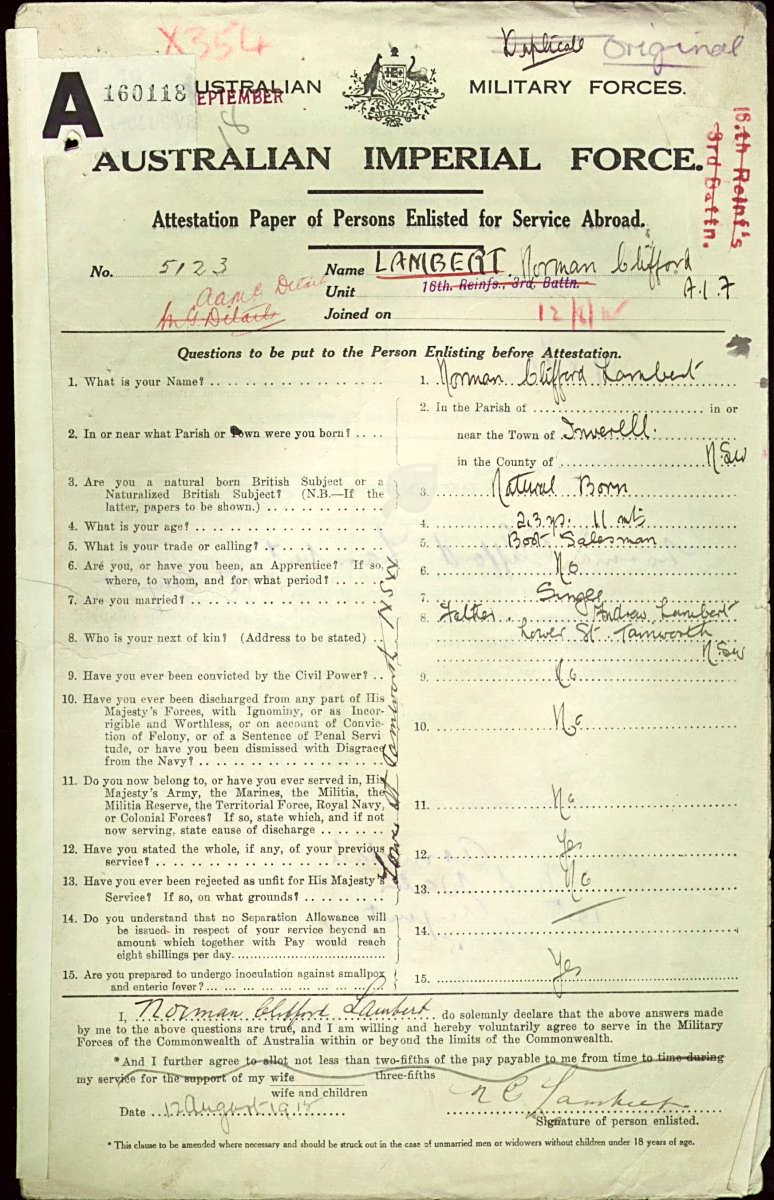 X354
Duplicate Original
A 160118 AUSTRALIAN MILITARY FORCES.
SEPTEMBER
18
AUSTRALIAN IMPERIAL FORCE.
16th Reinf's
3rd Battn.
Attestation Paper of Persons Enlisted for Service Abroad.
No. 5123 Name LAMBERT Norman Clifford
Unit 16th. Reinfs., 3rd. Battn. A.I.F
AAMC Details
M.G. Details
Joined on 12/8/15
Questions to be put to the Person Enlisting before Attestation.
1. What is your Name? 1. Norman Clifford Lambert
2. In or near what Parish or Town were you born? 2. In the Parish of in or
near the Town of Inverell
in the County of N.S.W
3. Are you a natural born British Subject or a
Naturalized British Subject? (N.B.—If the
latter, papers to be shown.) 3. Natural Born
4. What is your age? 4. 23 yrs. 11 mts
5. What is your trade or calling? 5. Boot Salesman
6. Are you, or have you been, an Apprentice? If so,
where, to whom, and for what period? 6. No
7. Are you married? 7. Single
8. Who is your next of kin? (Address to be stated) 8. Father Andrew Lambert
Lower St Tamworth
N.S.W
Lower St Tamworth NSW
9. Have you ever been convicted by the Civil Power? 9. No
10. Have you ever been discharged from any part of His
Majesty's Forces, with Ignominy, or as Incor-
rigible and Worthless, or on account of Convic-
tion of Felony, or of a Sentence of Penal Servi
tude, or have you been dismissed with Disgrace
from the Navy? 10. No
11. Do you now belong to, or have you ever served in, His
Majesty's Army, the Marines, the Militia, the
Militia Reserve, the Territorial Force, Royal Navy,
or Colonial Forces? If so, state which, and if not
now serving, state cause of discharge 11. No
12. Have you stated the whole, if any, of your previous
service? 12. Yes
13. Have you ever been rejected as unfit for His Majesty's
Service? If so, on what grounds? 13. No
14. Do you understand that no Separation Allowance will
be issued in respect of your service beyond an
amount which together with Pay would reach
eight shillings per day. 14.
15. Are you prepared to undergo inoculation against smallpox
and enteric fever? 15. Yes
I, Norman Clifford Lambert do solemnly declare that the above answers made
by me to the above questions are true, and I am willing and hereby voluntarily agree to serve in the Military
Forces of the Commonwealth of Australia within or beyond the limits of the Commonwealth.
*And I further agree to allot not less than two-fifths of the pay payable to me from time to time during
three-fifths
my service for the support of my wife
wife and children
Date 12 August 1915 N C Lambert
Signature of person enlisted.
* This clause to be amended where necessary and should be struck out in the case of unmarried men or widowers without children under 18 years of age.